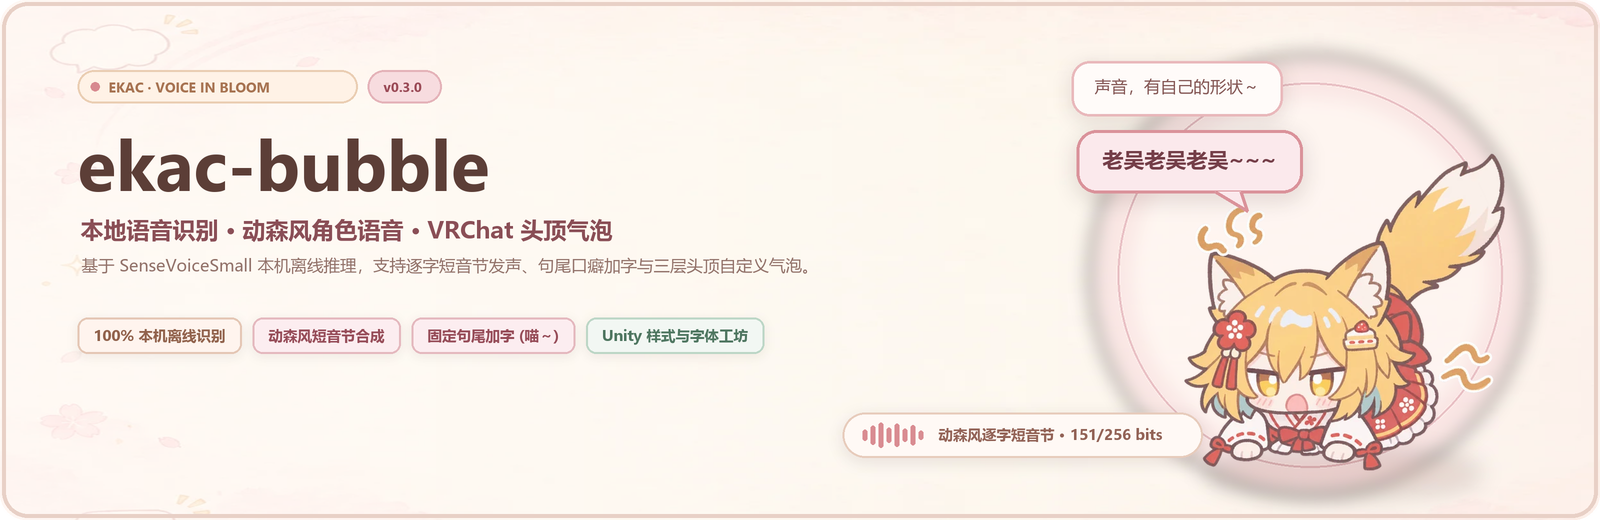 EKAC · VOICE IN BLOOM
v0.3.0
ekac-bubble
本地语音识别 • 动森风角色语音 • VRChat 头顶气泡
基于 SenseVoiceSmall 本机离线推理，支持逐字短音节发声、句尾口癖加字与三层头顶自定义气泡。
100% 本机离线识别
动森风短音节合成
固定句尾加字 (喵～)
Unity 样式与字体工坊
声音，有自己的形状～
老吴老吴老吴~~~
动森风逐字短音节 • 151/256 bits